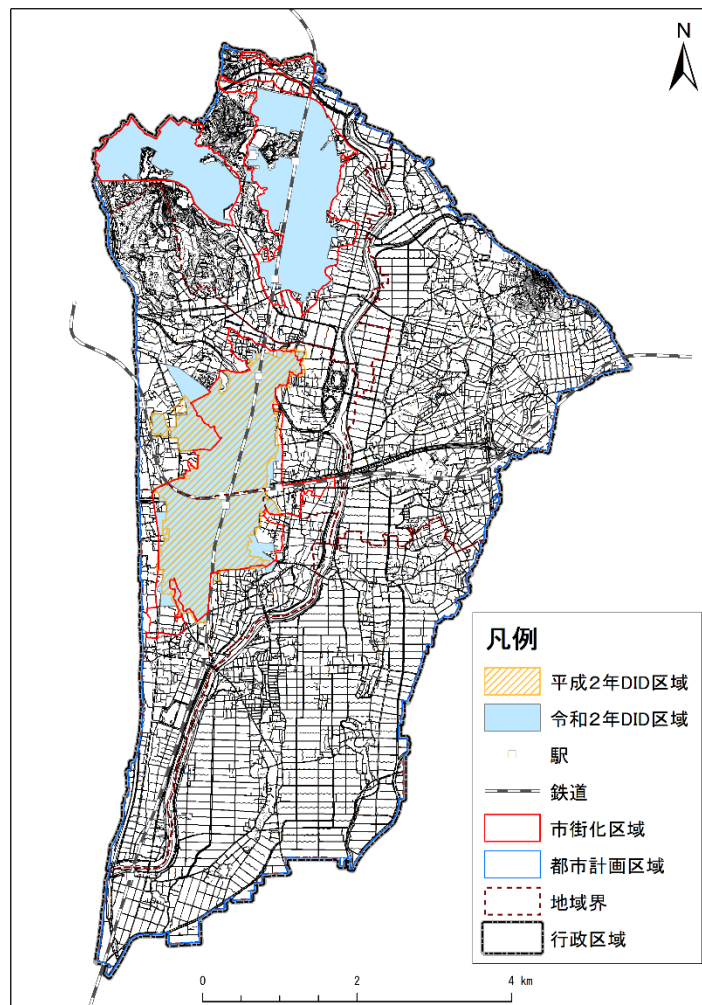 N
凡例
平成2年DID区域
令和2年DID区域
駅
鉄道
市街化区域
都市計画区域
地域界
行政区域
0 2 4 km